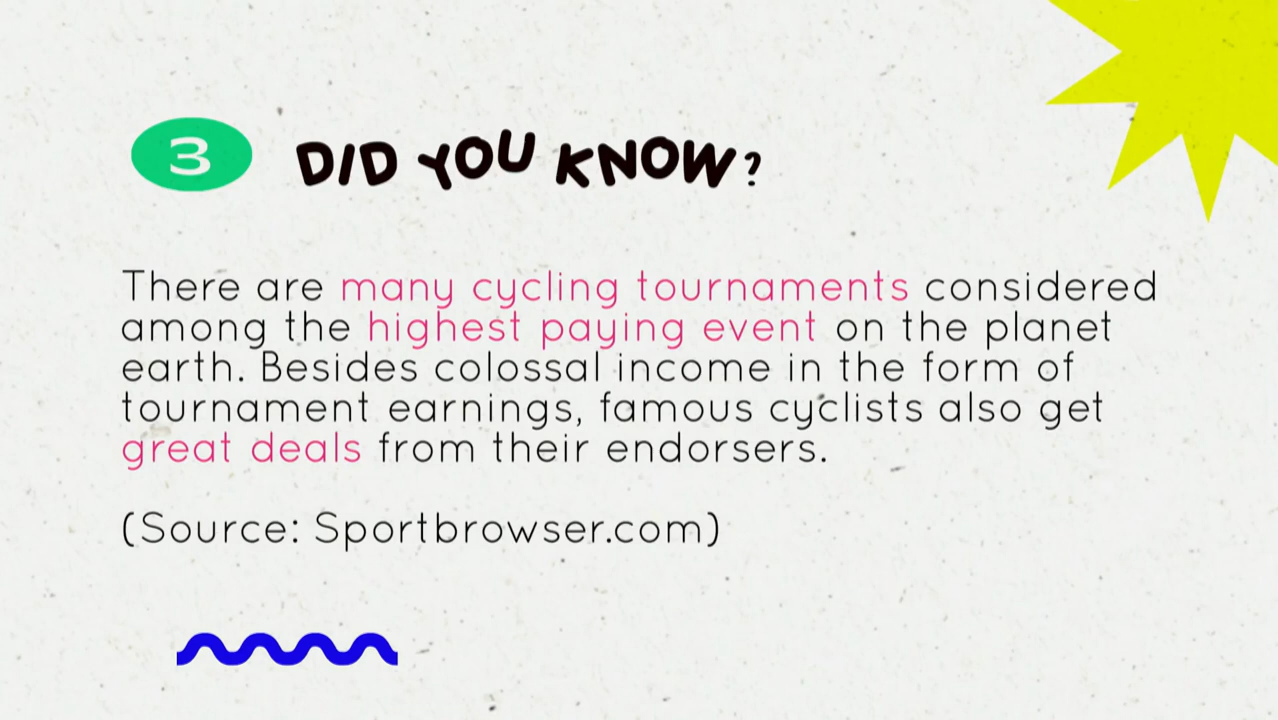 3 DID YOU KNOW?
There are many cycling tournaments considered
among the highest paying event on the planet
earth. Besides colossal income in the form of
tournament earnings, famous cyclists also get
great deals from their endorsers.
(Source: Sportbrowser.com)